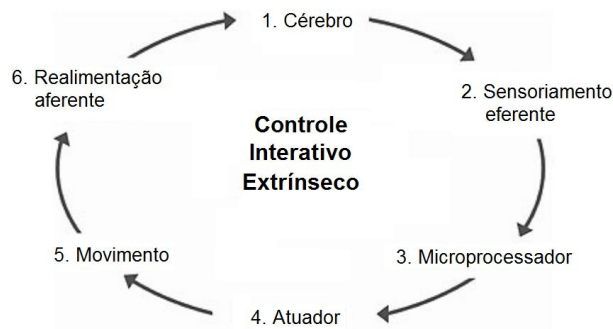 1. Cérebro
2. Sensoriamento
eferente
3. Microprocessador
4. Atuador
5. Movimento
6. Realimentação
aferente
Controle
Interativo
Extrínseco